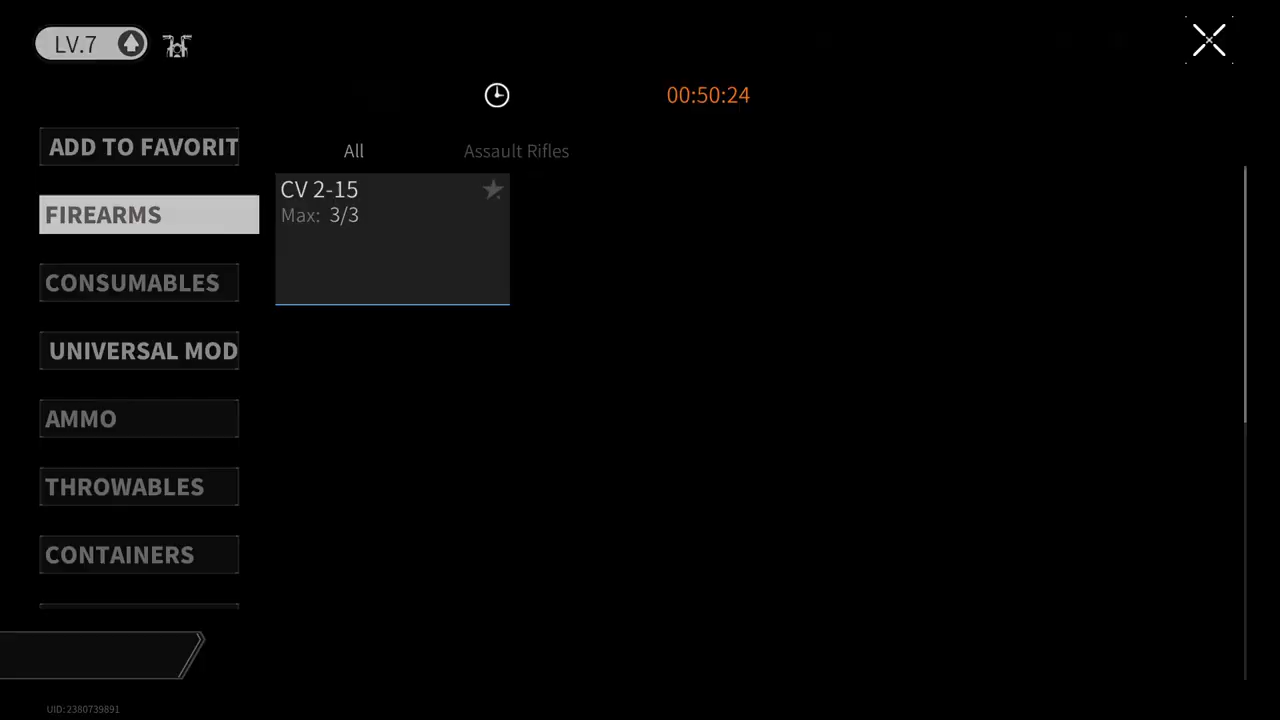 LV.7
00:50:24
ADD TO FAVORIT
All
Assault Rifles
CV 2-15
Max: 3/3
FIREARMS
CONSUMABLES
UNIVERSAL MOD
AMMO
THROWABLES
CONTAINERS
UID:2380739891